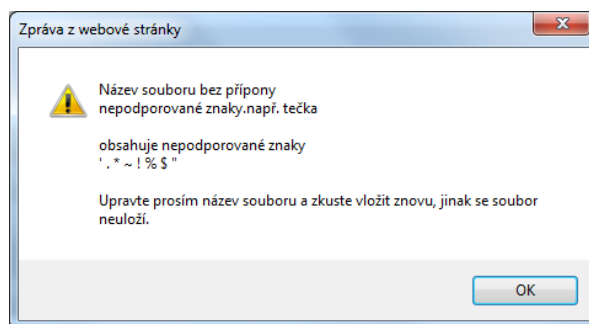 Zpráva z webové stránky
Název souboru bez přípony
nepodporované znaky.např. tečka
obsahuje nepodporované znaky
' . * ~ ! % $ "
Upravte prosím název souboru a zkuste vložit znovu, jinak se soubor
neuloží.
OK